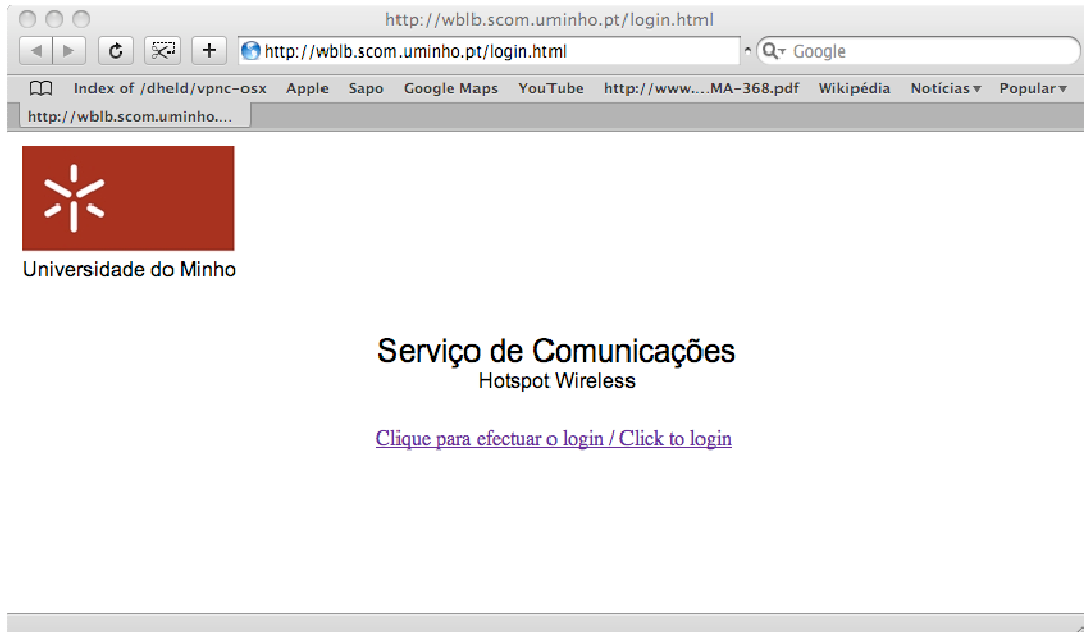 http://wblb.scom.uminho.pt/login.html
http://wblb.scom.uminho.pt/login.html Google
Index of /dheld/vpnc-osx Apple Sapo Google Maps YouTube http://www....MA-368.pdf Wikipédia Notícias Popular
http://wblb.scom.uminho....
Universidade do Minho
Serviço de Comunicações
Hotspot Wireless
Clique para efectuar o login / Click to login